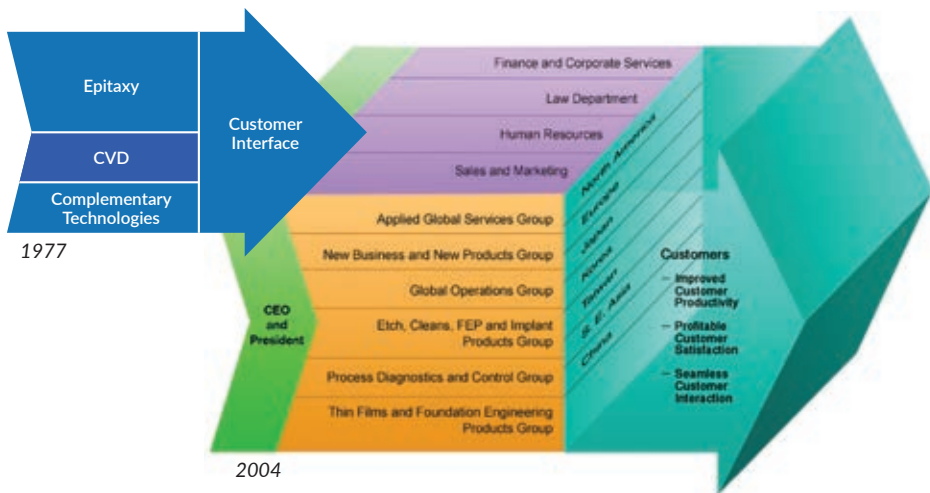 Epitaxy
CVD
Complementary
Technologies
Customer
Interface
1977
Finance and Corporate Services
Law Department
Human Resources
Sales and Marketing
Applied Global Services Group
New Business and New Products Group
Global Operations Group
Etch, Cleans, FEP and Implant
Products Group
Process Diagnostics and Control Group
Thin Films and Foundation Engineering
Products Group
CEO
and
President
North America
Europe
Japan
Korea
Taiwan
S. E. Asia
China
Customers
– Improved
Customer
Productivity
– Profitable
Customer
Satisfaction
– Seamless
Customer
Interaction
2004